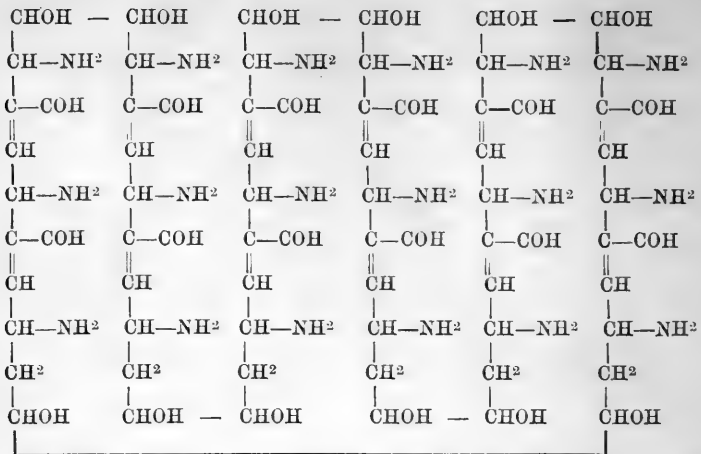 CHOH — CHOH CHOH — CHOH CHOH — CHOH
CH—NH² CH—NH² CH—NH² CH—NH² CH—NH² CH—NH²
C—COH C—COH C—COH C—COH C—COH C—COH
CH CH CH CH CH CH
CH—NH² CH—NH² CH—NH² CH—NH² CH—NH² CH—NH²
C—COH C—COH C—COH C—COH C—COH C—COH
CH CH CH CH CH CH
CH—NH² CH—NH² CH—NH² CH—NH² CH—NH² CH—NH²
CH² CH² CH² CH² CH² CH²
CHOH CHOH — CHOH CHOH — CHOH CHOH